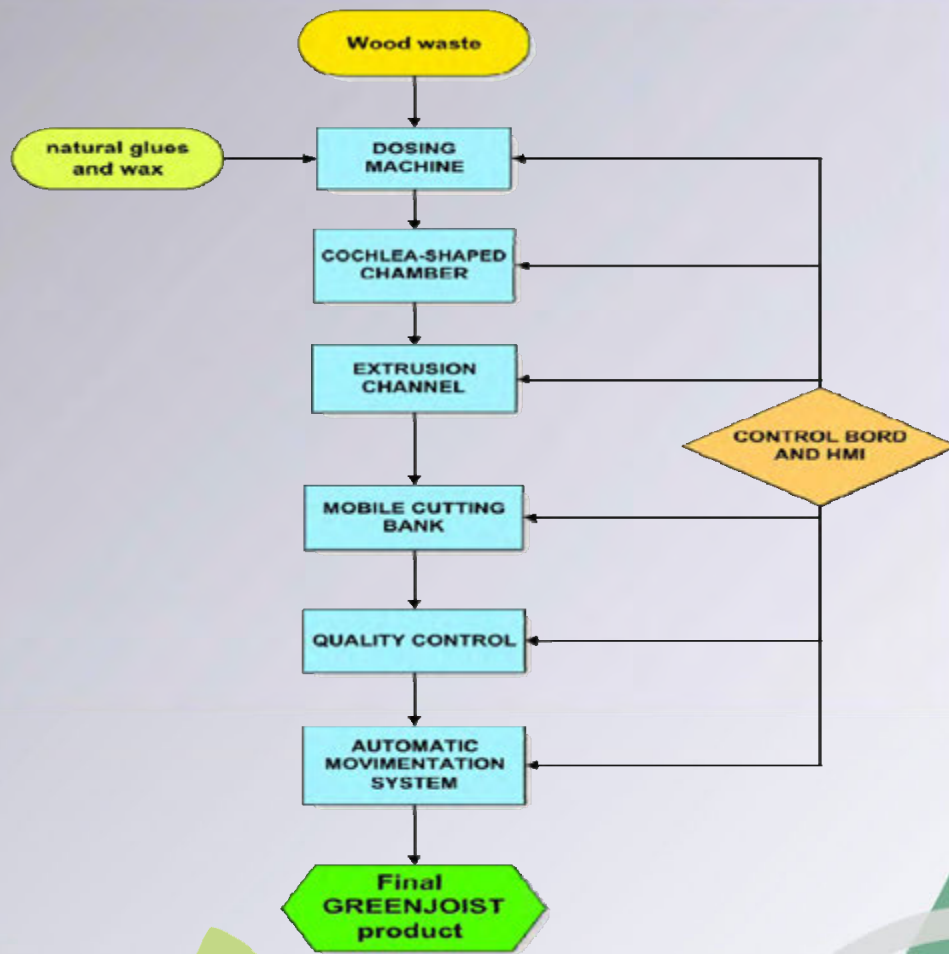 Wood waste
natural glues
and wax
DOSING
MACHINE
COCHLEA-SHAPED
CHAMBER
EXTRUSION
CHANNEL
CONTROL BORD
AND HMI
MOBILE CUTTING
BANK
QUALITY CONTROL
AUTOMATIC
MOVIMENTATION
SYSTEM
Final
GREENJOIST
product